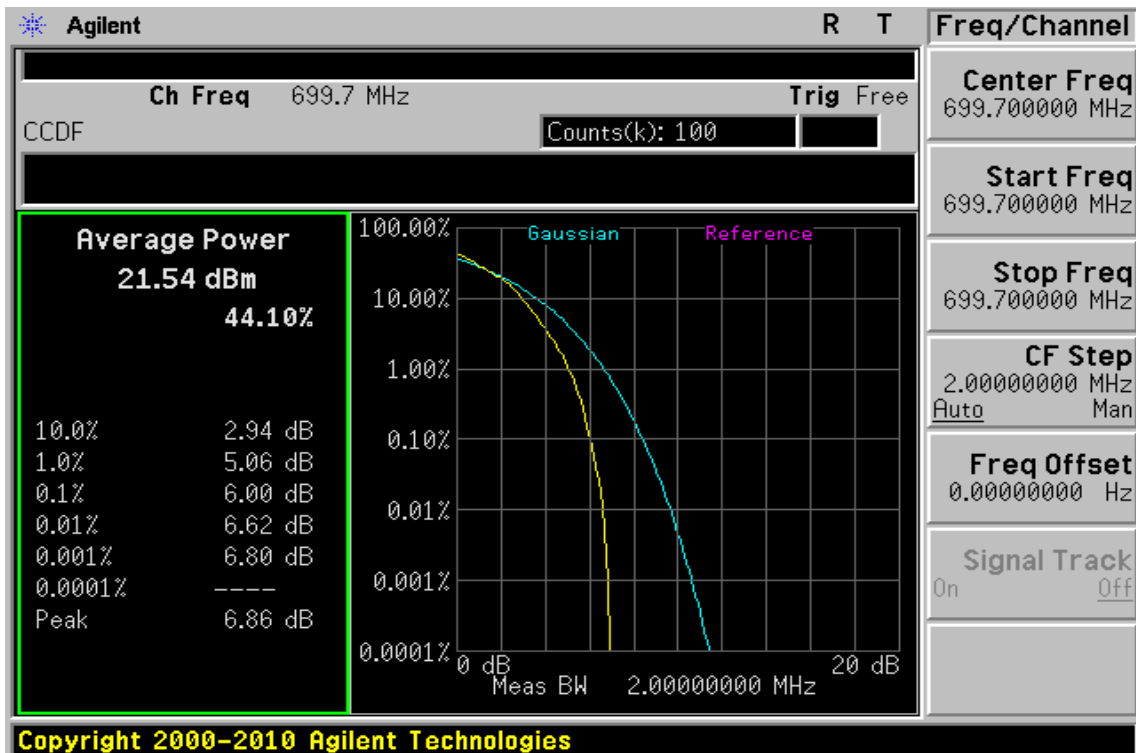 Agilent R T
Ch Freq 699.7 MHz Trig Free
CCDF Counts(k): 100
Average Power
21.54 dBm
44.10%
10.0% 2.94 dB
1.0% 5.06 dB
0.1% 6.00 dB
0.01% 6.62 dB
0.001% 6.80 dB
0.0001% ----
Peak 6.86 dB
Gaussian Reference
100.00%
10.00%
1.00%
0.10%
0.01%
0.001%
0.0001%
0 dB 20 dB
Meas BW 2.00000000 MHz
Freq/Channel
Center Freq
699.700000 MHz
Start Freq
699.700000 MHz
Stop Freq
699.700000 MHz
CF Step
2.00000000 MHz
Auto Man
Freq Offset
0.00000000 Hz
Signal Track
On Off
Copyright 2000-2010 Agilent Technologies